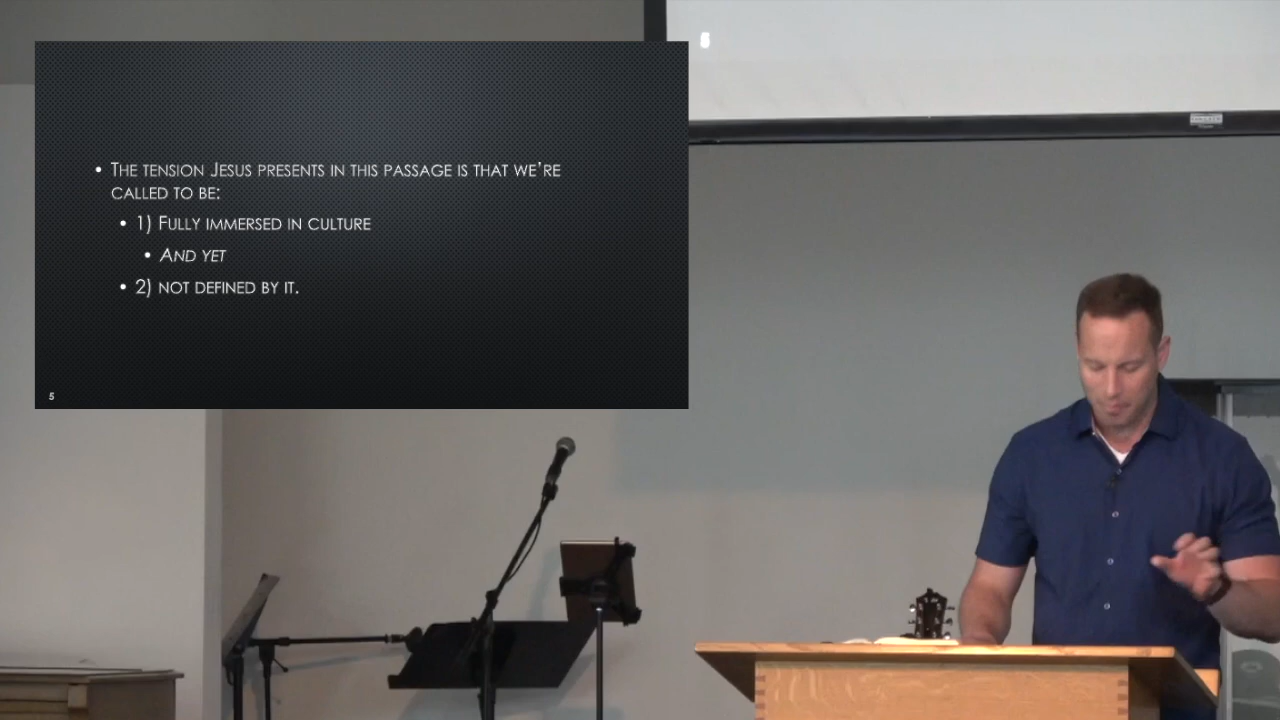 • The tension Jesus presents in this passage is that we're
called to be:
• 1) Fully immersed in culture
• And yet
• 2) not defined by it.
5